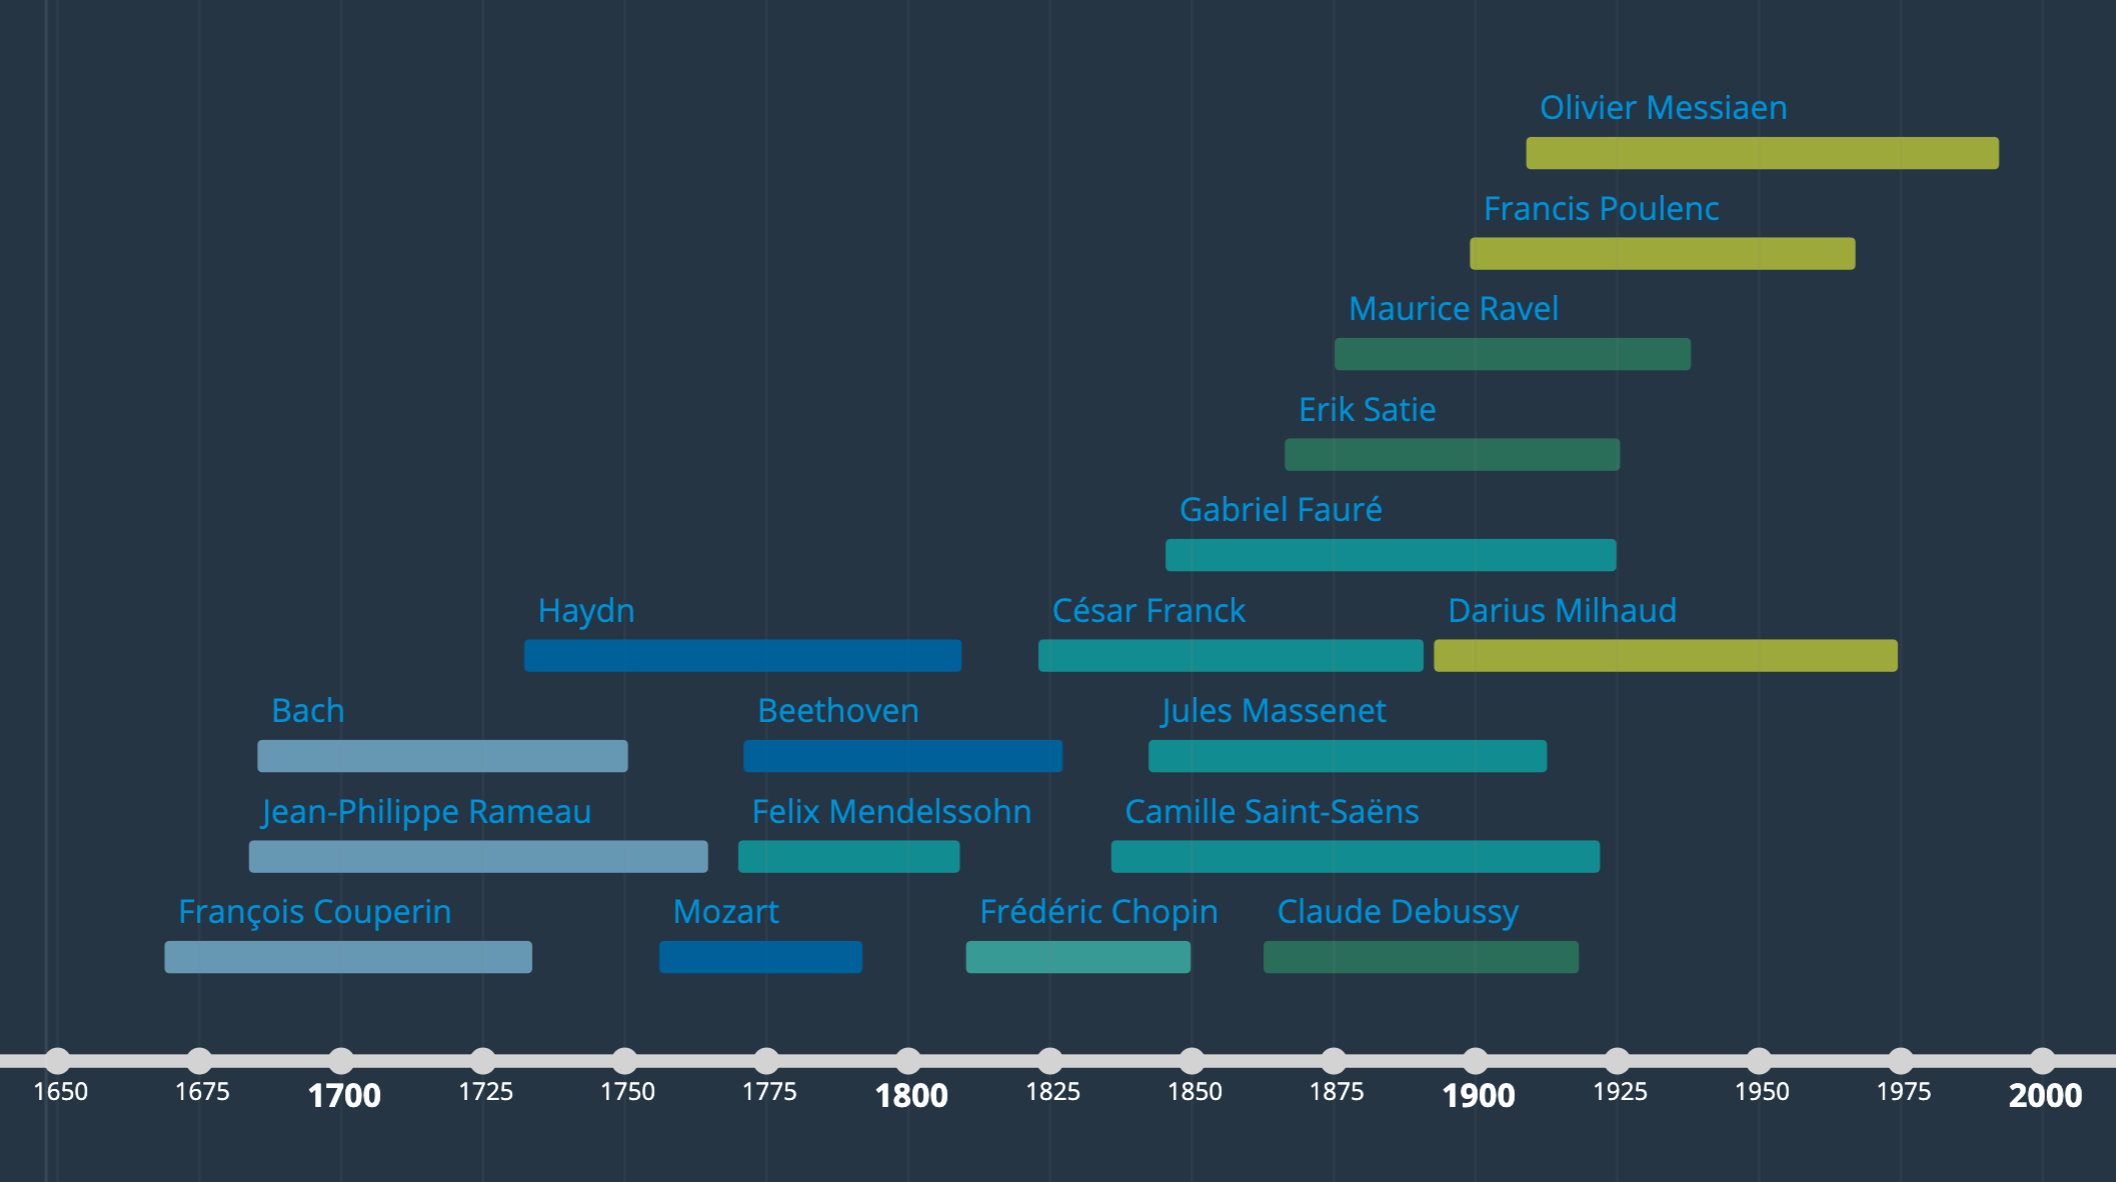 Olivier Messiaen
Francis Poulenc
Maurice Ravel
Erik Satie
Gabriel Fauré
Haydn
César Franck
Darius Milhaud
Bach
Beethoven
Jules Massenet
Jean-Philippe Rameau
Felix Mendelssohn
Camille Saint-Saëns
François Couperin
Mozart
Frédéric Chopin
Claude Debussy
1650 1675 1700 1725 1750 1775 1800 1825 1850 1875 1900 1925 1950 1975 2000